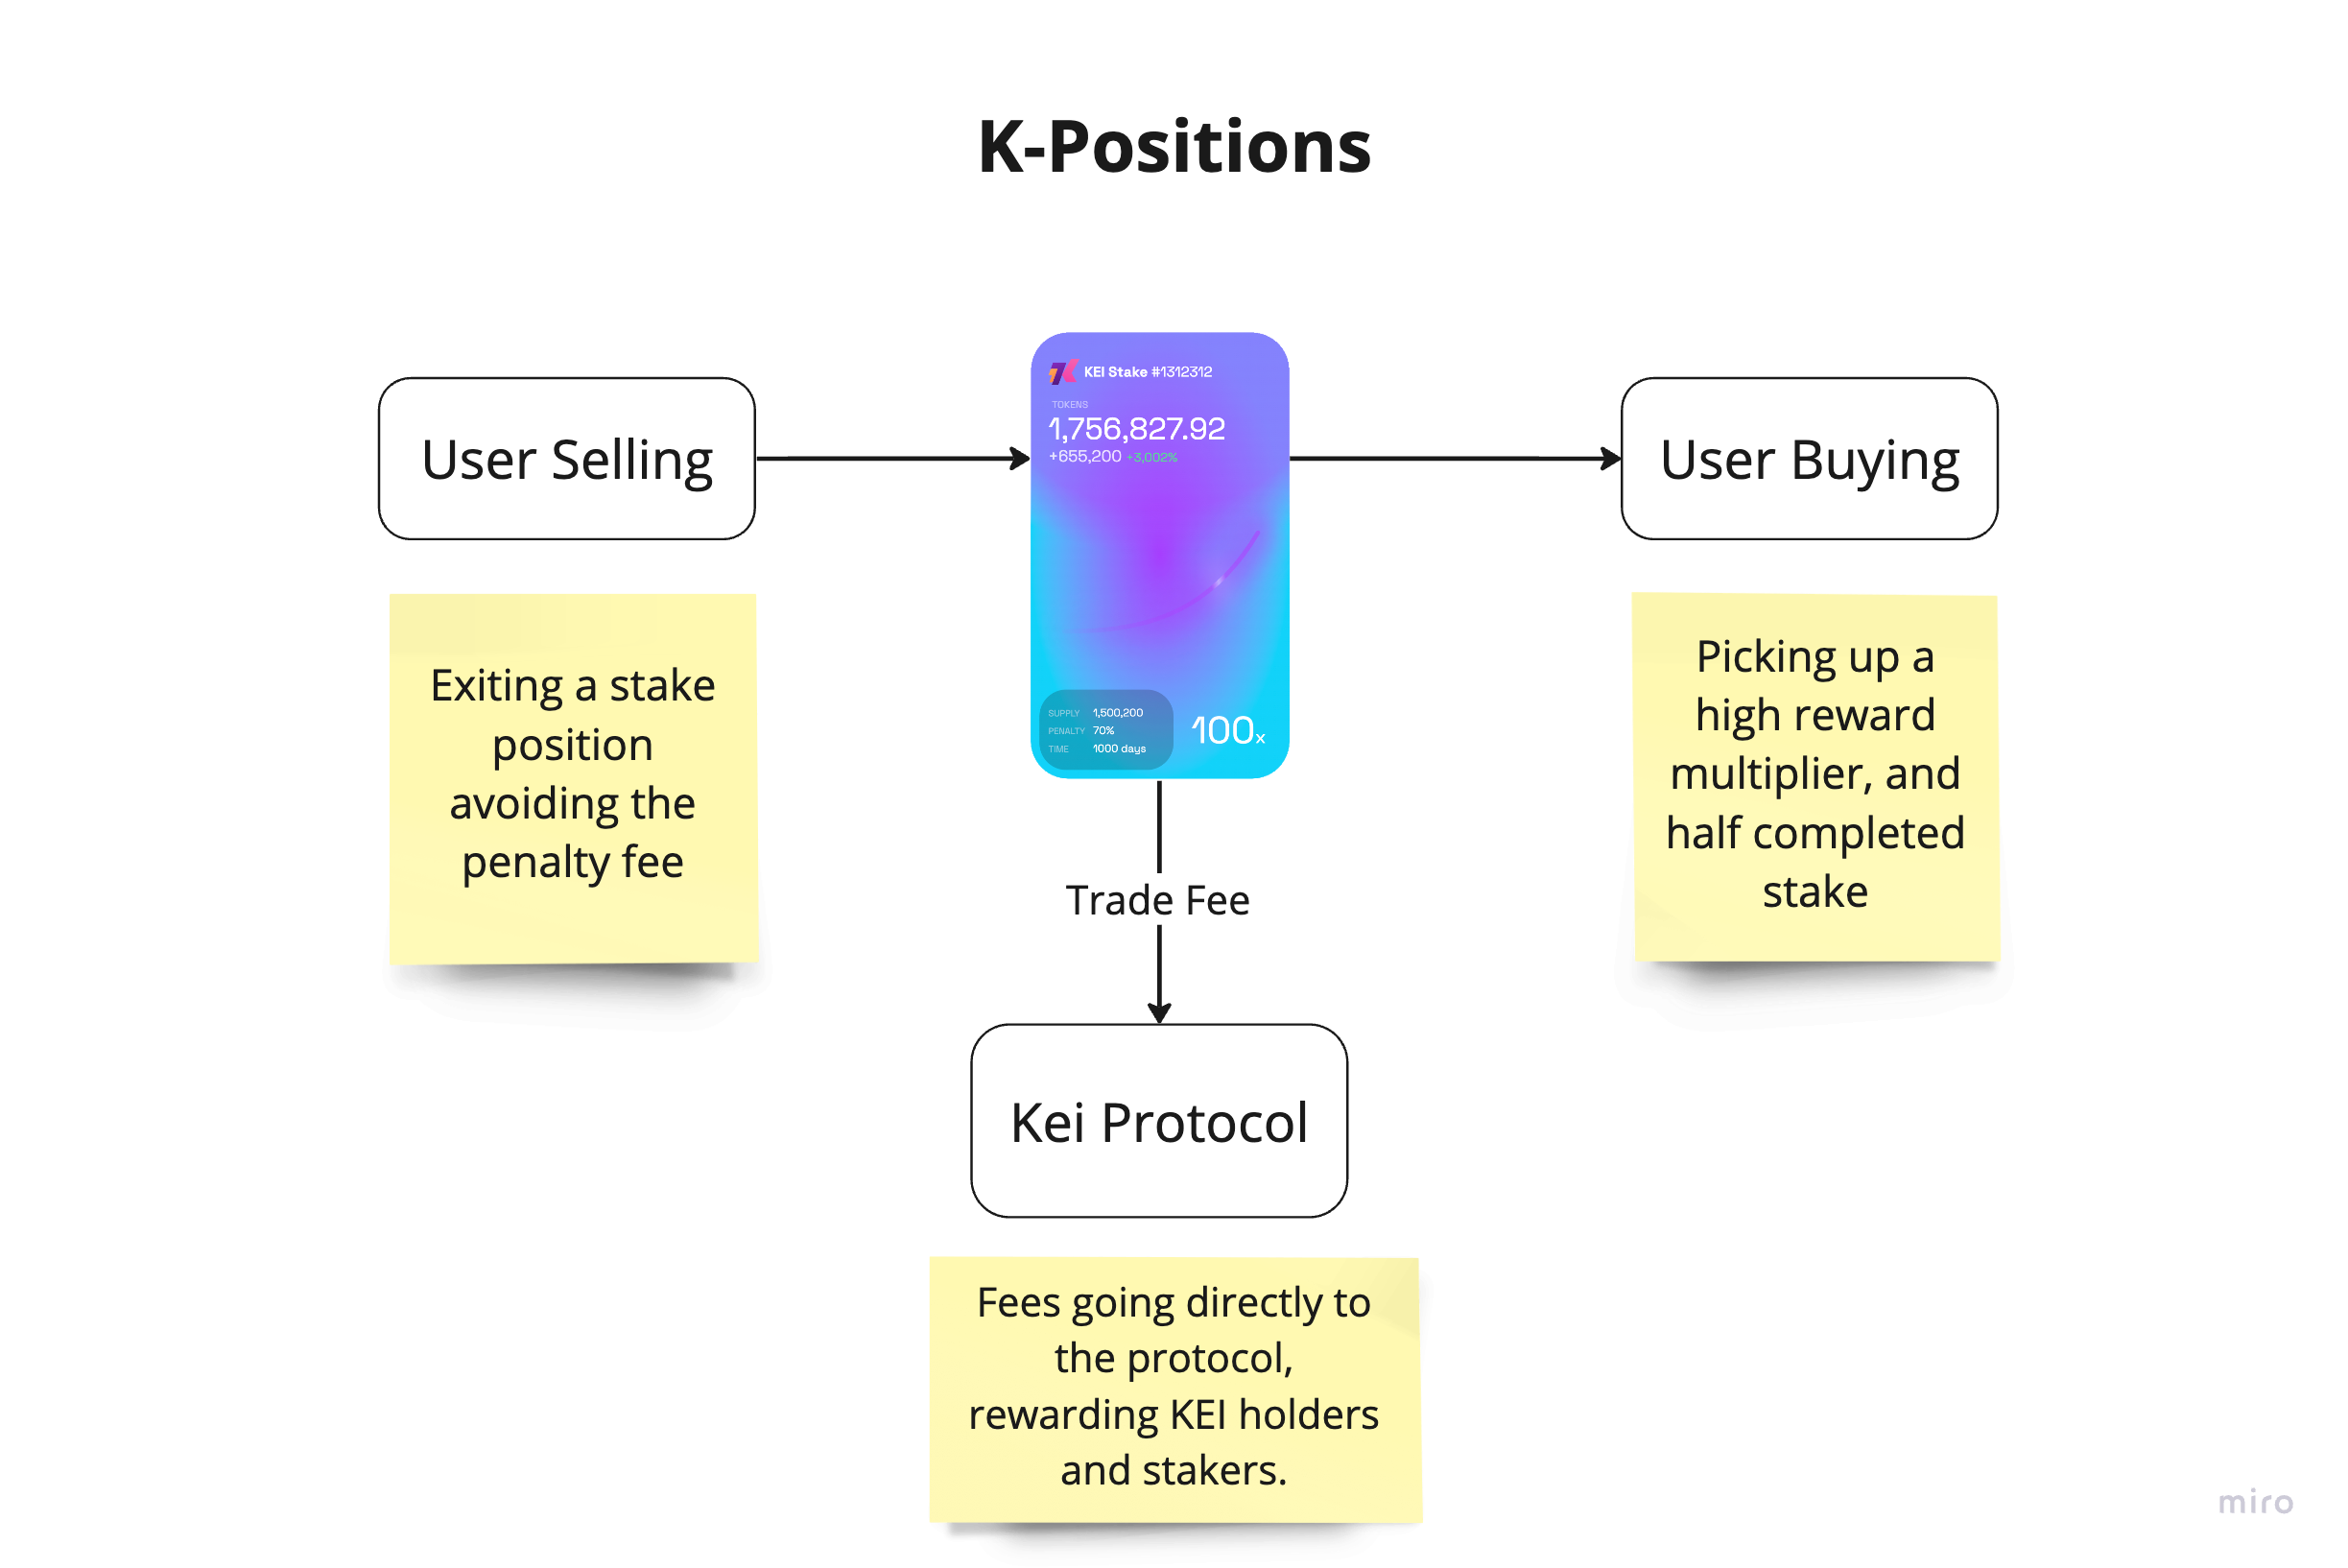 K-Positions
User Selling
KEI Stake #1312312
TOKENS
1,756,827.92
+655,200 +3,002%
SUPPLY 1,500,200
PENALTY 70%
TIME 1000 days
100x
User Buying
Exiting a stake
position
avoiding the
penalty fee
Picking up a
high reward
multiplier, and
half completed
stake
Trade Fee
Kei Protocol
Fees going directly to
the protocol,
rewarding KEI holders
and stakers.
miro